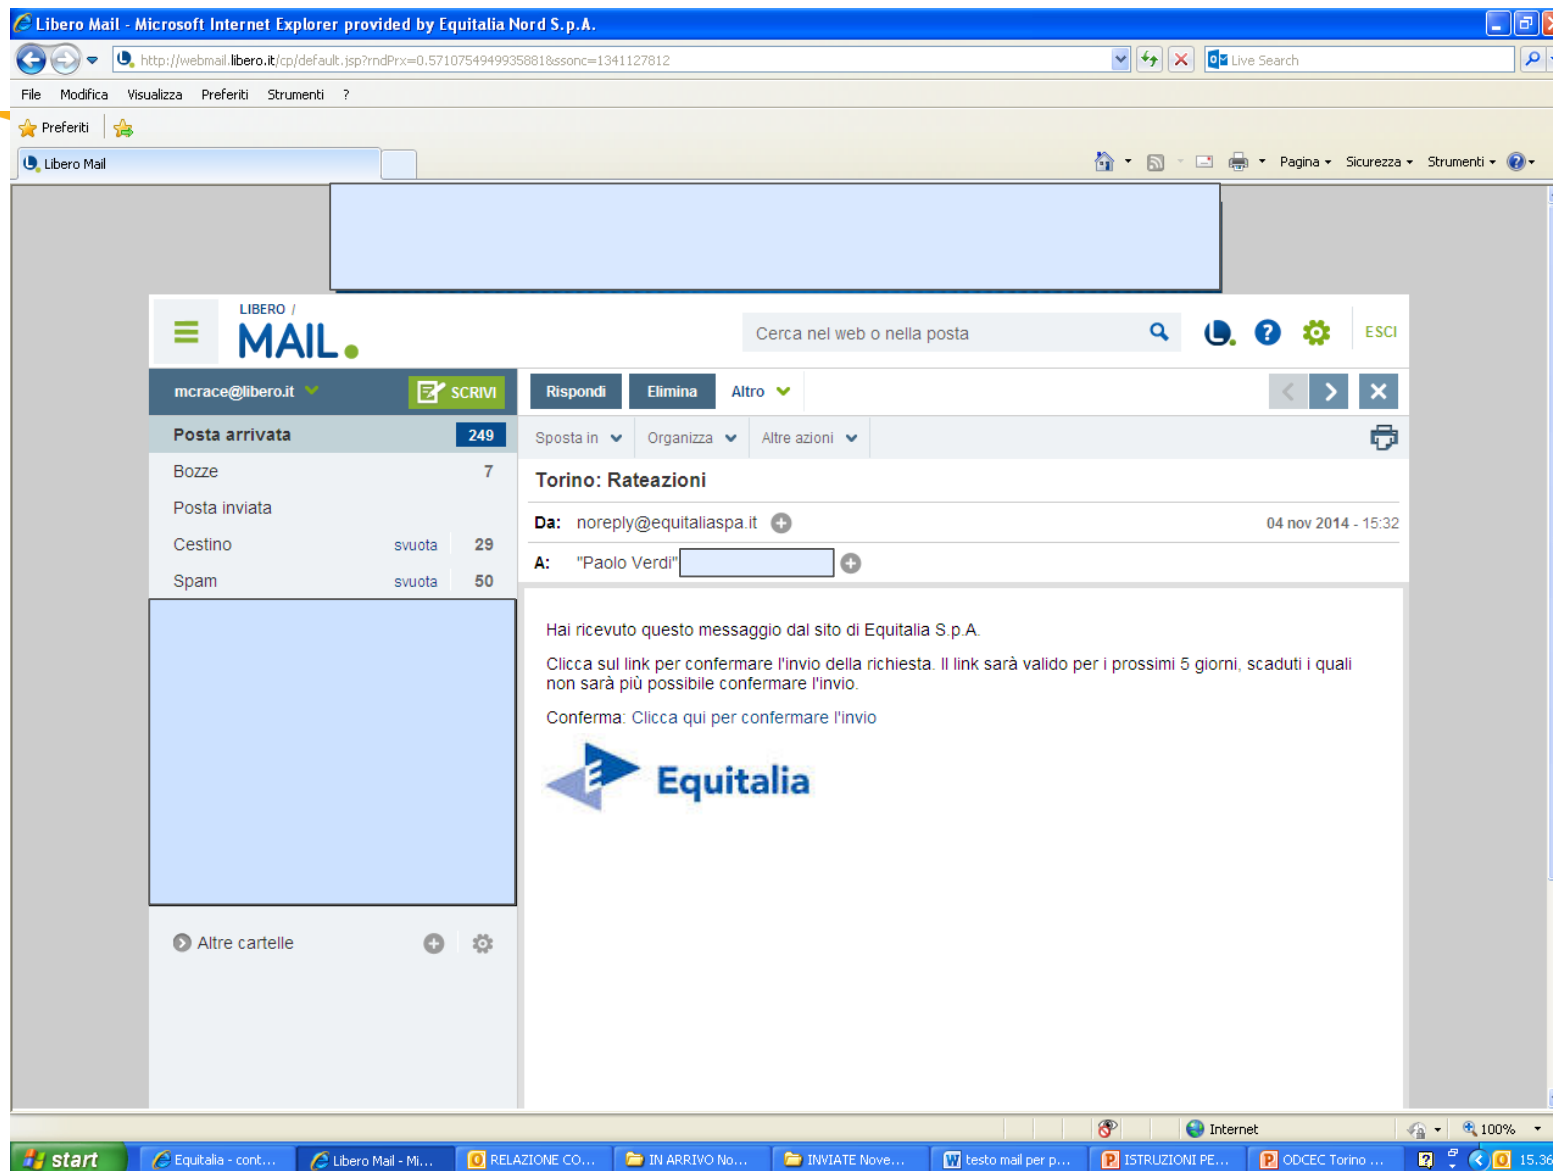 Libero Mail - Microsoft Internet Explorer provided by Equitalia Nord S.p.A.
http://webmail.libero.it/cp/default.jsp?rndPrx=0.5710754949935881&ssonc=1341127812
Live Search
File Modifica Visualizza Preferiti Strumenti ?
Preferiti
Libero Mail
Pagina Sicurezza Strumenti
LIBERO /
MAIL
Cerca nel web o nella posta
ESCI
mcrace@libero.it
SCRIVI
Rispondi Elimina Altro
Posta arrivata 249
Sposta in Organizza Altre azioni
Bozze 7
Torino: Rateazioni
Posta inviata
Da: noreply@equitaliaspa.it
04 nov 2014 - 15:32
Cestino svuota 29
A: "Paolo Verdi"
Spam svuota 50
Hai ricevuto questo messaggio dal sito di Equitalia S.p.A.
Clicca sul link per confermare l'invio della richiesta. Il link sarà valido per i prossimi 5 giorni, scaduti i quali
non sarà più possibile confermare l'invio.
Conferma: Clicca qui per confermare l'invio
E Equitalia
Altre cartelle
Internet
100%
start
Equitalia - cont...
Libero Mail - Mi...
RELAZIONE CO...
IN ARRIVO No...
INVIATE Nove...
testo mail per p...
ISTRUZIONI PE...
ODCEC Torino ...
15.36